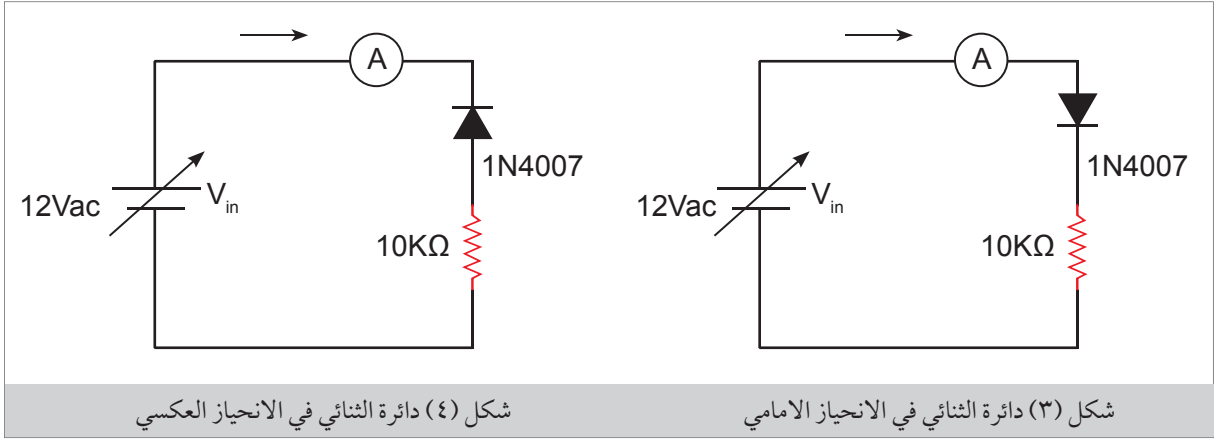 A
1N4007
12Vac
Vin
10KΩ
A
1N4007
12Vac
Vin
10KΩ
شكل (٣) دائرة الثنائي في الانحياز الامامي
شكل (٤) دائرة الثنائي في الانحياز العكسي